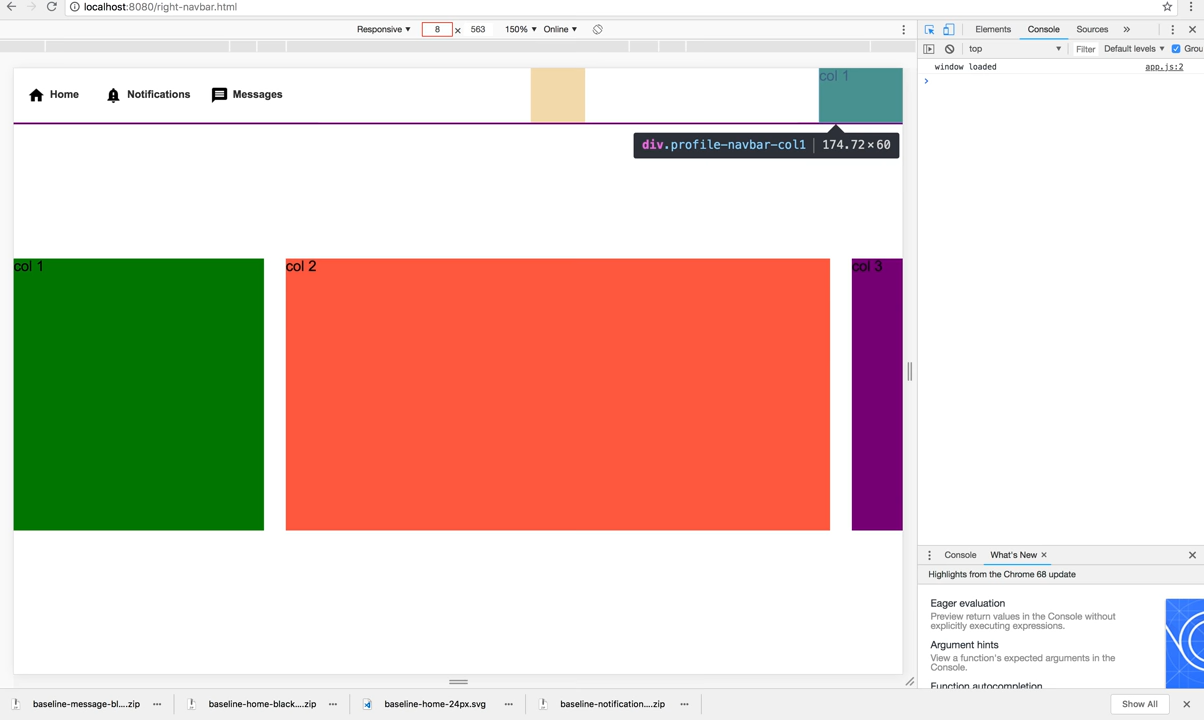 localhost:8080/right-navbar.html
Responsive ▼ 8 × 563 150% ▼ Online ▼
Elements Console Sources »
top ▼ Filter Default levels ▼ Grou
window loaded app.js:2
Home Notifications Messages
col 1
div.profile-navbar-col1 | 174.72 × 60
col 1
col 2
col 3
Console What's New ×
Highlights from the Chrome 68 update
Eager evaluation
Preview return values in the Console without
explicitly executing expressions.
Argument hints
View a function's expected arguments in the
Console.
Function autocompletion
baseline-message-bl....zip
baseline-home-black....zip
baseline-home-24px.svg
baseline-notification....zip
Show All